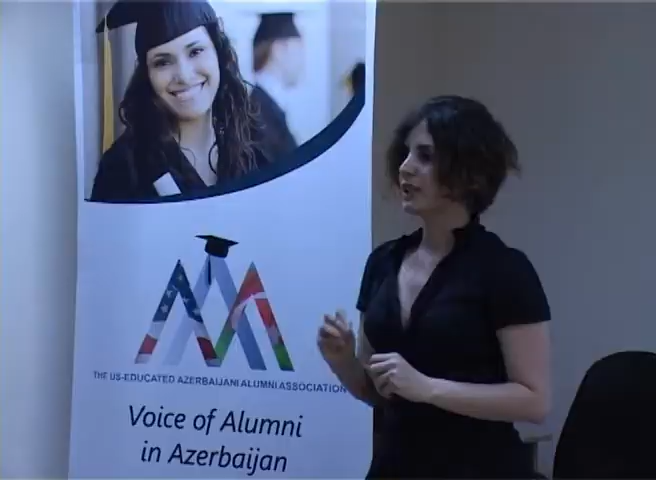 THE US-EDUCATED AZERBAIJANI ALUMNI ASSOCIATION
Voice of Alumni
in Azerbaijan